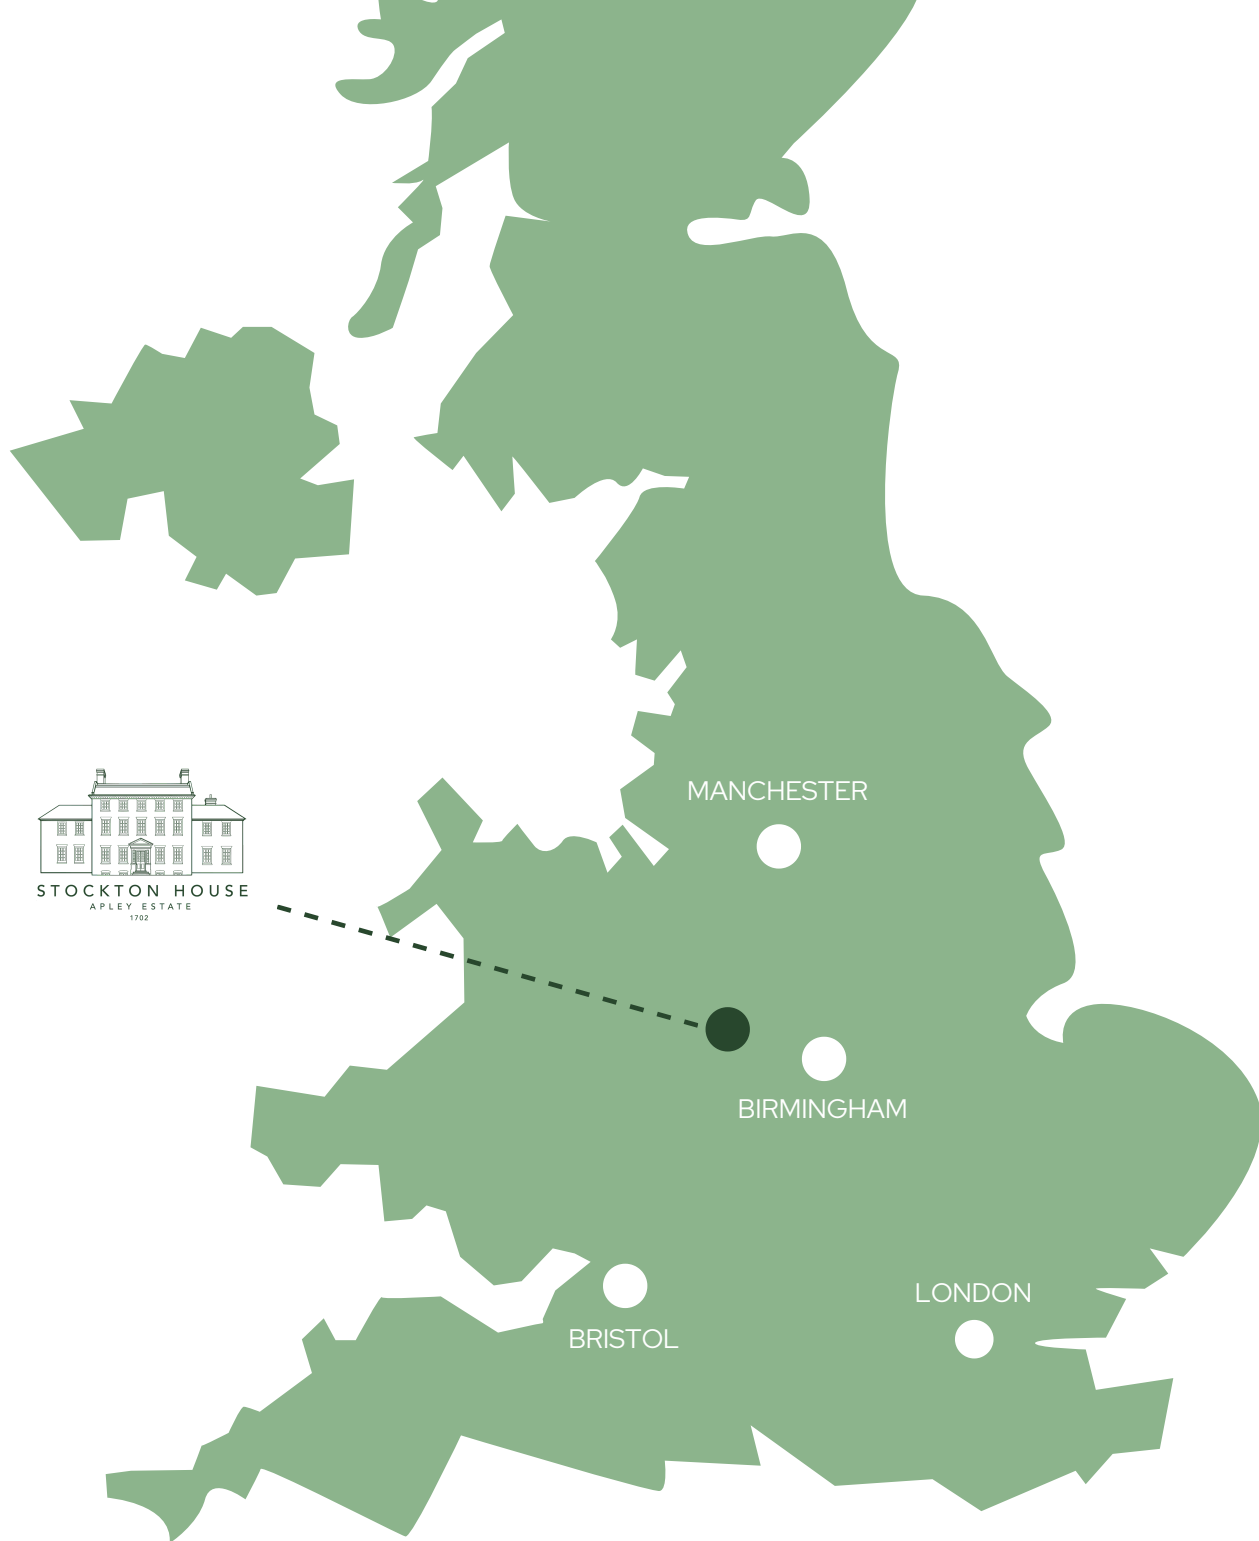 MANCHESTER
STOCKTON HOUSE
APLEY ESTATE
1702
BIRMINGHAM
LONDON
BRISTOL